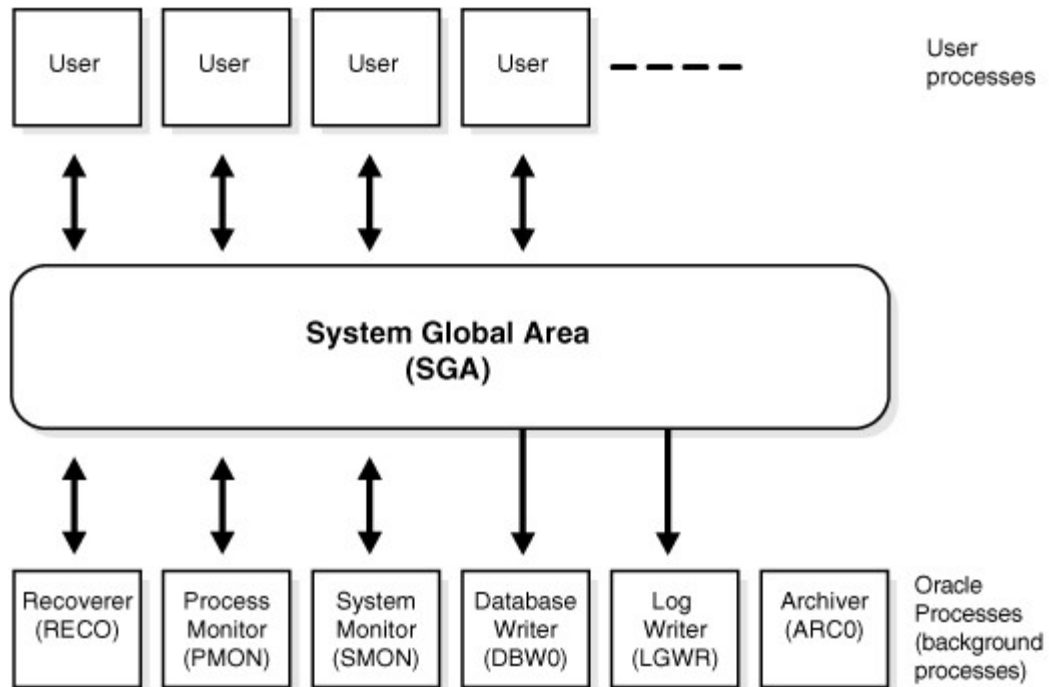 User
User
User
User
User
processes
System Global Area
(SGA)
Recoverer
(RECO)
Process
Monitor
(PMON)
System
Monitor
(SMON)
Database
Writer
(DBW0)
Log
Writer
(LGWR)
Archiver
(ARC0)
Oracle
Processes
(background
processes)